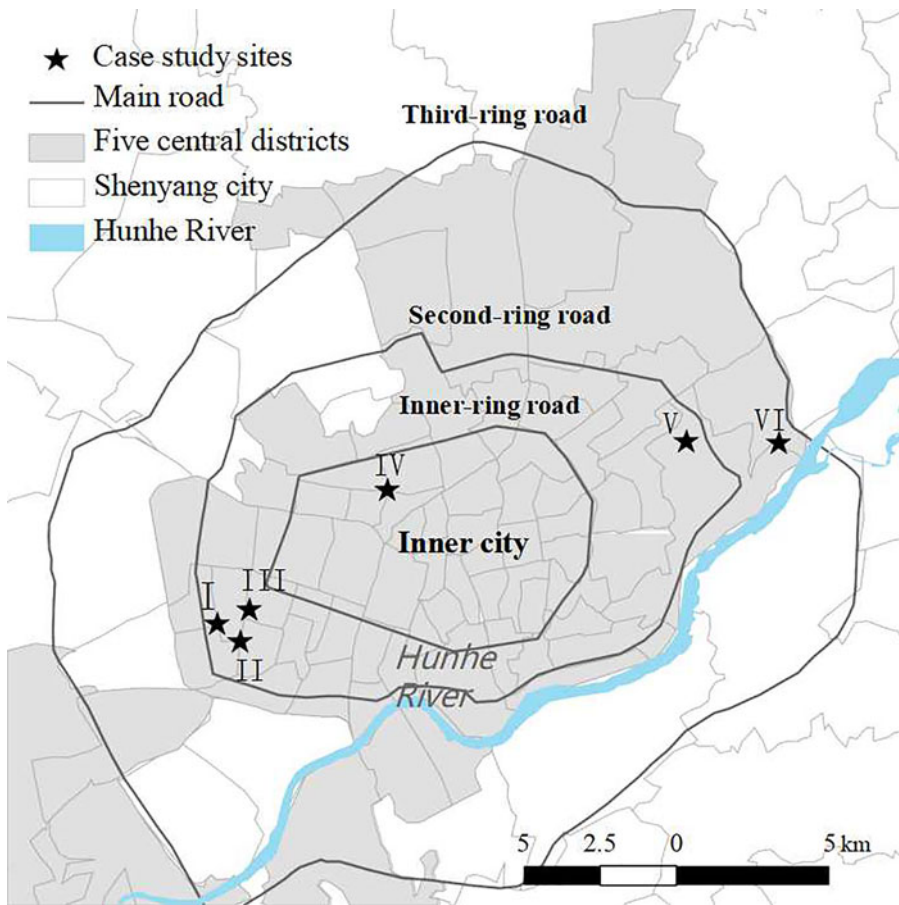 Case study sites
Main road
Five central districts
Shenyang city
Hunhe River
Third-ring road
Second-ring road
Inner-ring road
V
VI
IV
Inner city
III
I
II
Hunhe
River
5 2.5 0 5 km